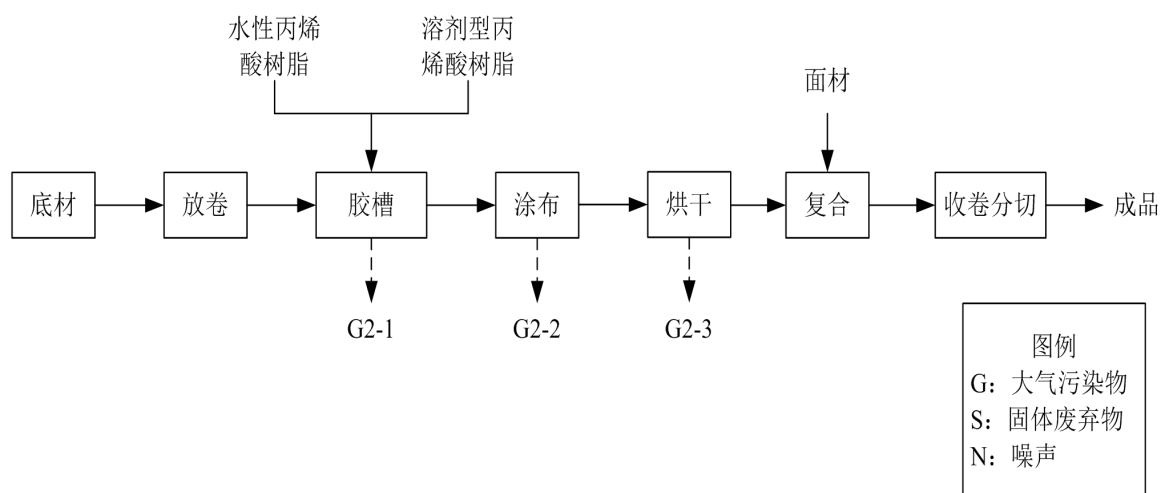 水性丙烯
酸树脂
溶剂型丙
烯酸树脂
面材
底材
放卷
胶槽
涂布
烘干
复合
收卷分切
成品
G2-1
G2-2
G2-3
图例
G：大气污染物
S：固体废弃物
N：噪声